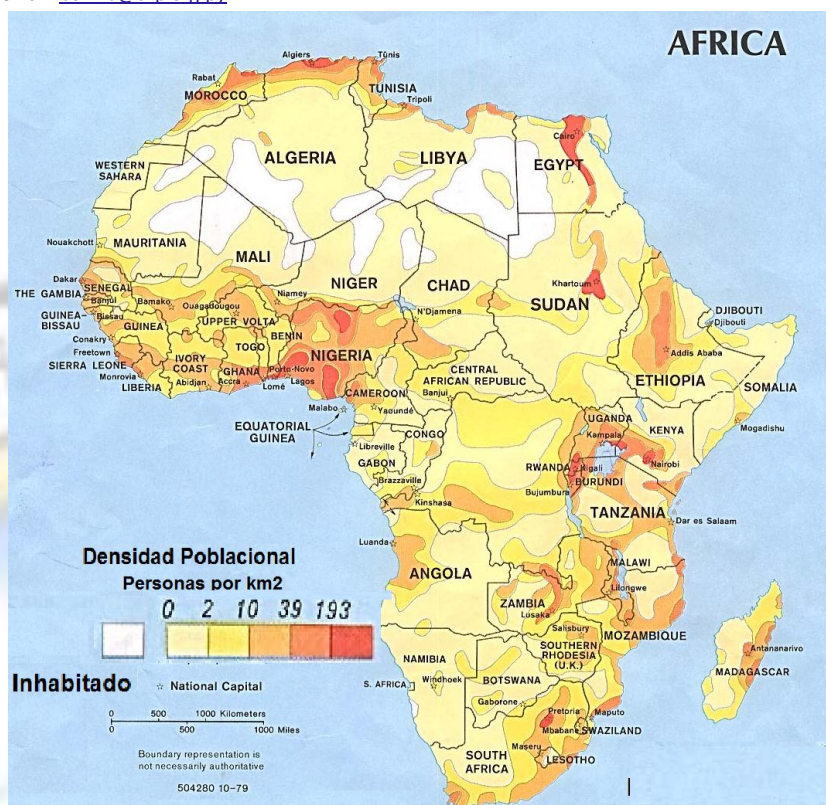 AFRICA
Algiers
Tûnis
Rabat
MOROCCO
TUNISIA
Tripoli
Cairo
WESTERN
SAHARA
ALGERIA
LIBYA
EGYPT
Nouakchott
MAURITANIA
MALI
NIGER
CHAD
SUDAN
Khartoum
Dakar
SENEGAL
THE GAMBIA
Banjul
Bamako
Ouagadougou
Niamey
N'Djamena
DJIBOUTI
Djibouti
GUINEA-
BISSAU
Bissau
GUINEA
UPPER VOLTA
BENIN
NIGERIA
Addis Ababa
Conakry
Freetown
TOGO
SIERRA LEONE
IVORY
COAST
GHANA
Porto-Novo
Monrovia
LIBERIA
Abidjan
Accra
Lomé
Lagos
CENTRAL
AFRICAN REPUBLIC
ETHIOPIA
SOMALIA
CAMEROON
Banjui
Malabo
Yaoundé
EQUATORIAL
GUINEA
CONGO
UGANDA
Kampala
KENYA
Mogadishu
Libreville
GABON
RWANDA
Kigali
Nairobi
Brazzaville
BURUNDI
Kinshasa
Bujumbura
TANZANIA
Dar es Salaam
Luanda
ANGOLA
MALAWI
Lilongwe
ZAMBIA
Lusaka
Salisbury
MOZAMBIQUE
SOUTHERN
RHODESIA
(U.K.)
Antananarivo
MADAGASCAR
NAMIBIA
BOTSWANA
S. AFRICA
Windhoek
Gaborone
Pretoria
Maputo
Mbabane
SWAZILAND
Maseru
LESOTHO
SOUTH
AFRICA
Densidad Poblacional
Personas por km2
0 2 10 39 193
Inhabitado
National Capital
0 500 1000 Kilometers
0 500 1000 Miles
Boundary representation is
not necessarily authoritative
504280 10-79